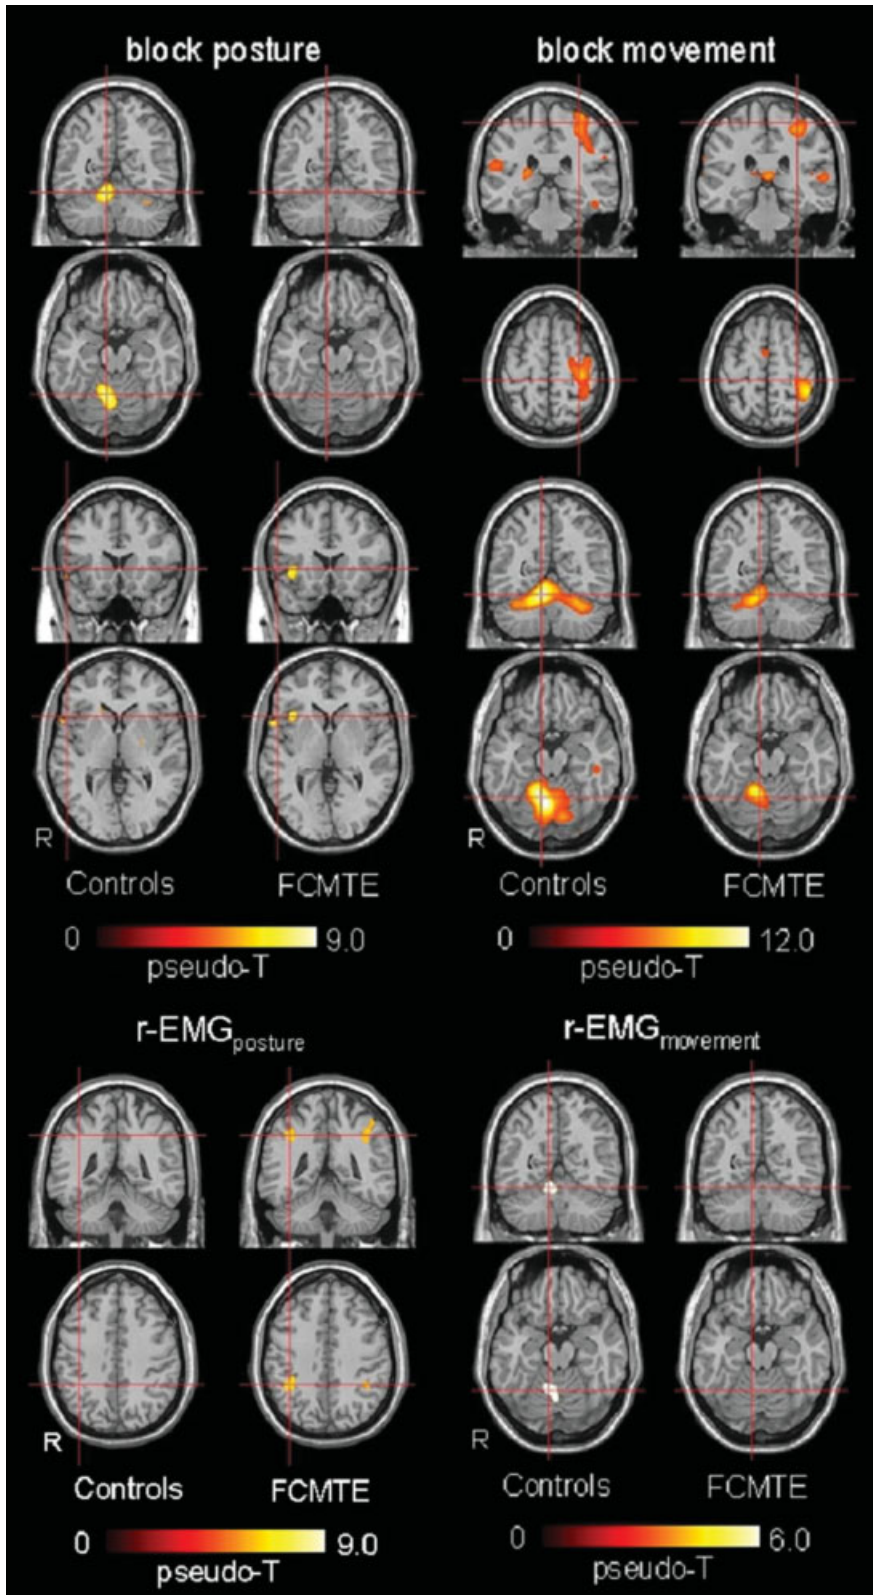 block posture
block movement
R
Controls
FCMTE
0
9.0
pseudo-T
R
Controls
FCMTE
0
12.0
pseudo-T
r-EMGposture
r-EMGmovement
R
Controls
FCMTE
0
9.0
pseudo-T
R
Controls
FCMTE
0
6.0
pseudo-T